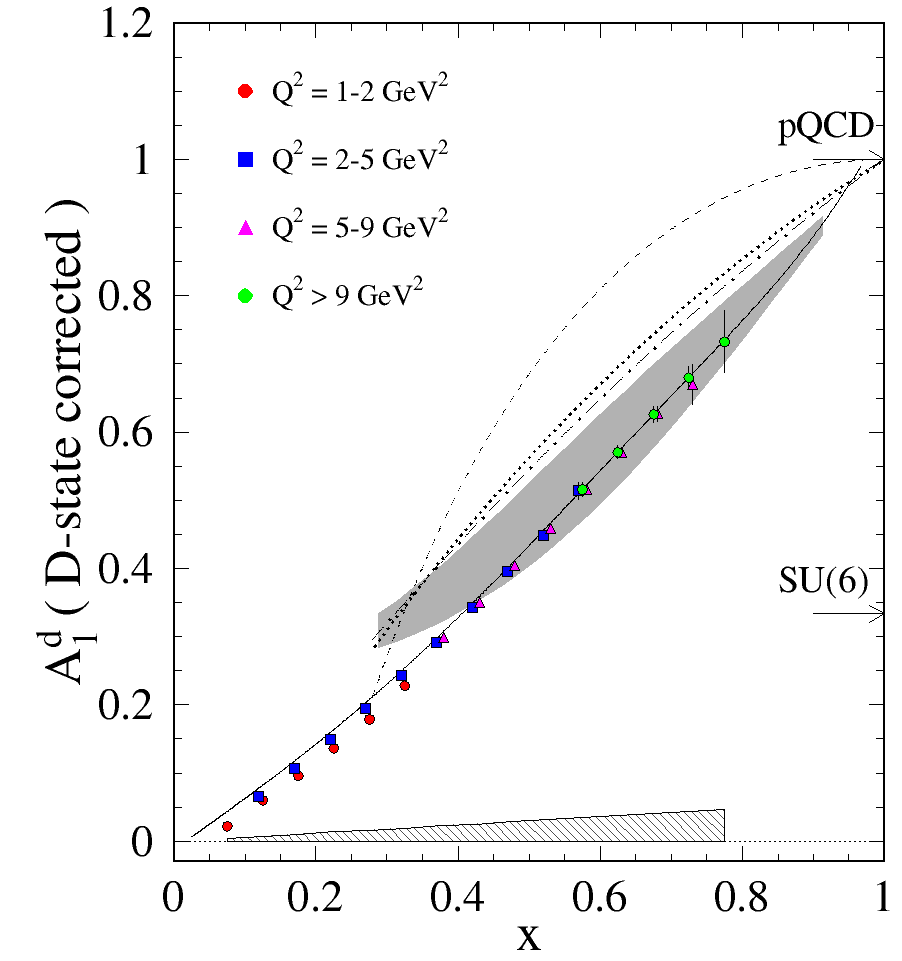 1.2
Q² = 1-2 GeV²
pQCD
1
Q² = 2-5 GeV²
Q² = 5-9 GeV²
Q² > 9 GeV²
0.8
0.6
SU(6)
0.4
0.2
0
A₁ᵈ ( D-state corrected )
0 0.2 0.4 0.6 0.8 1
x